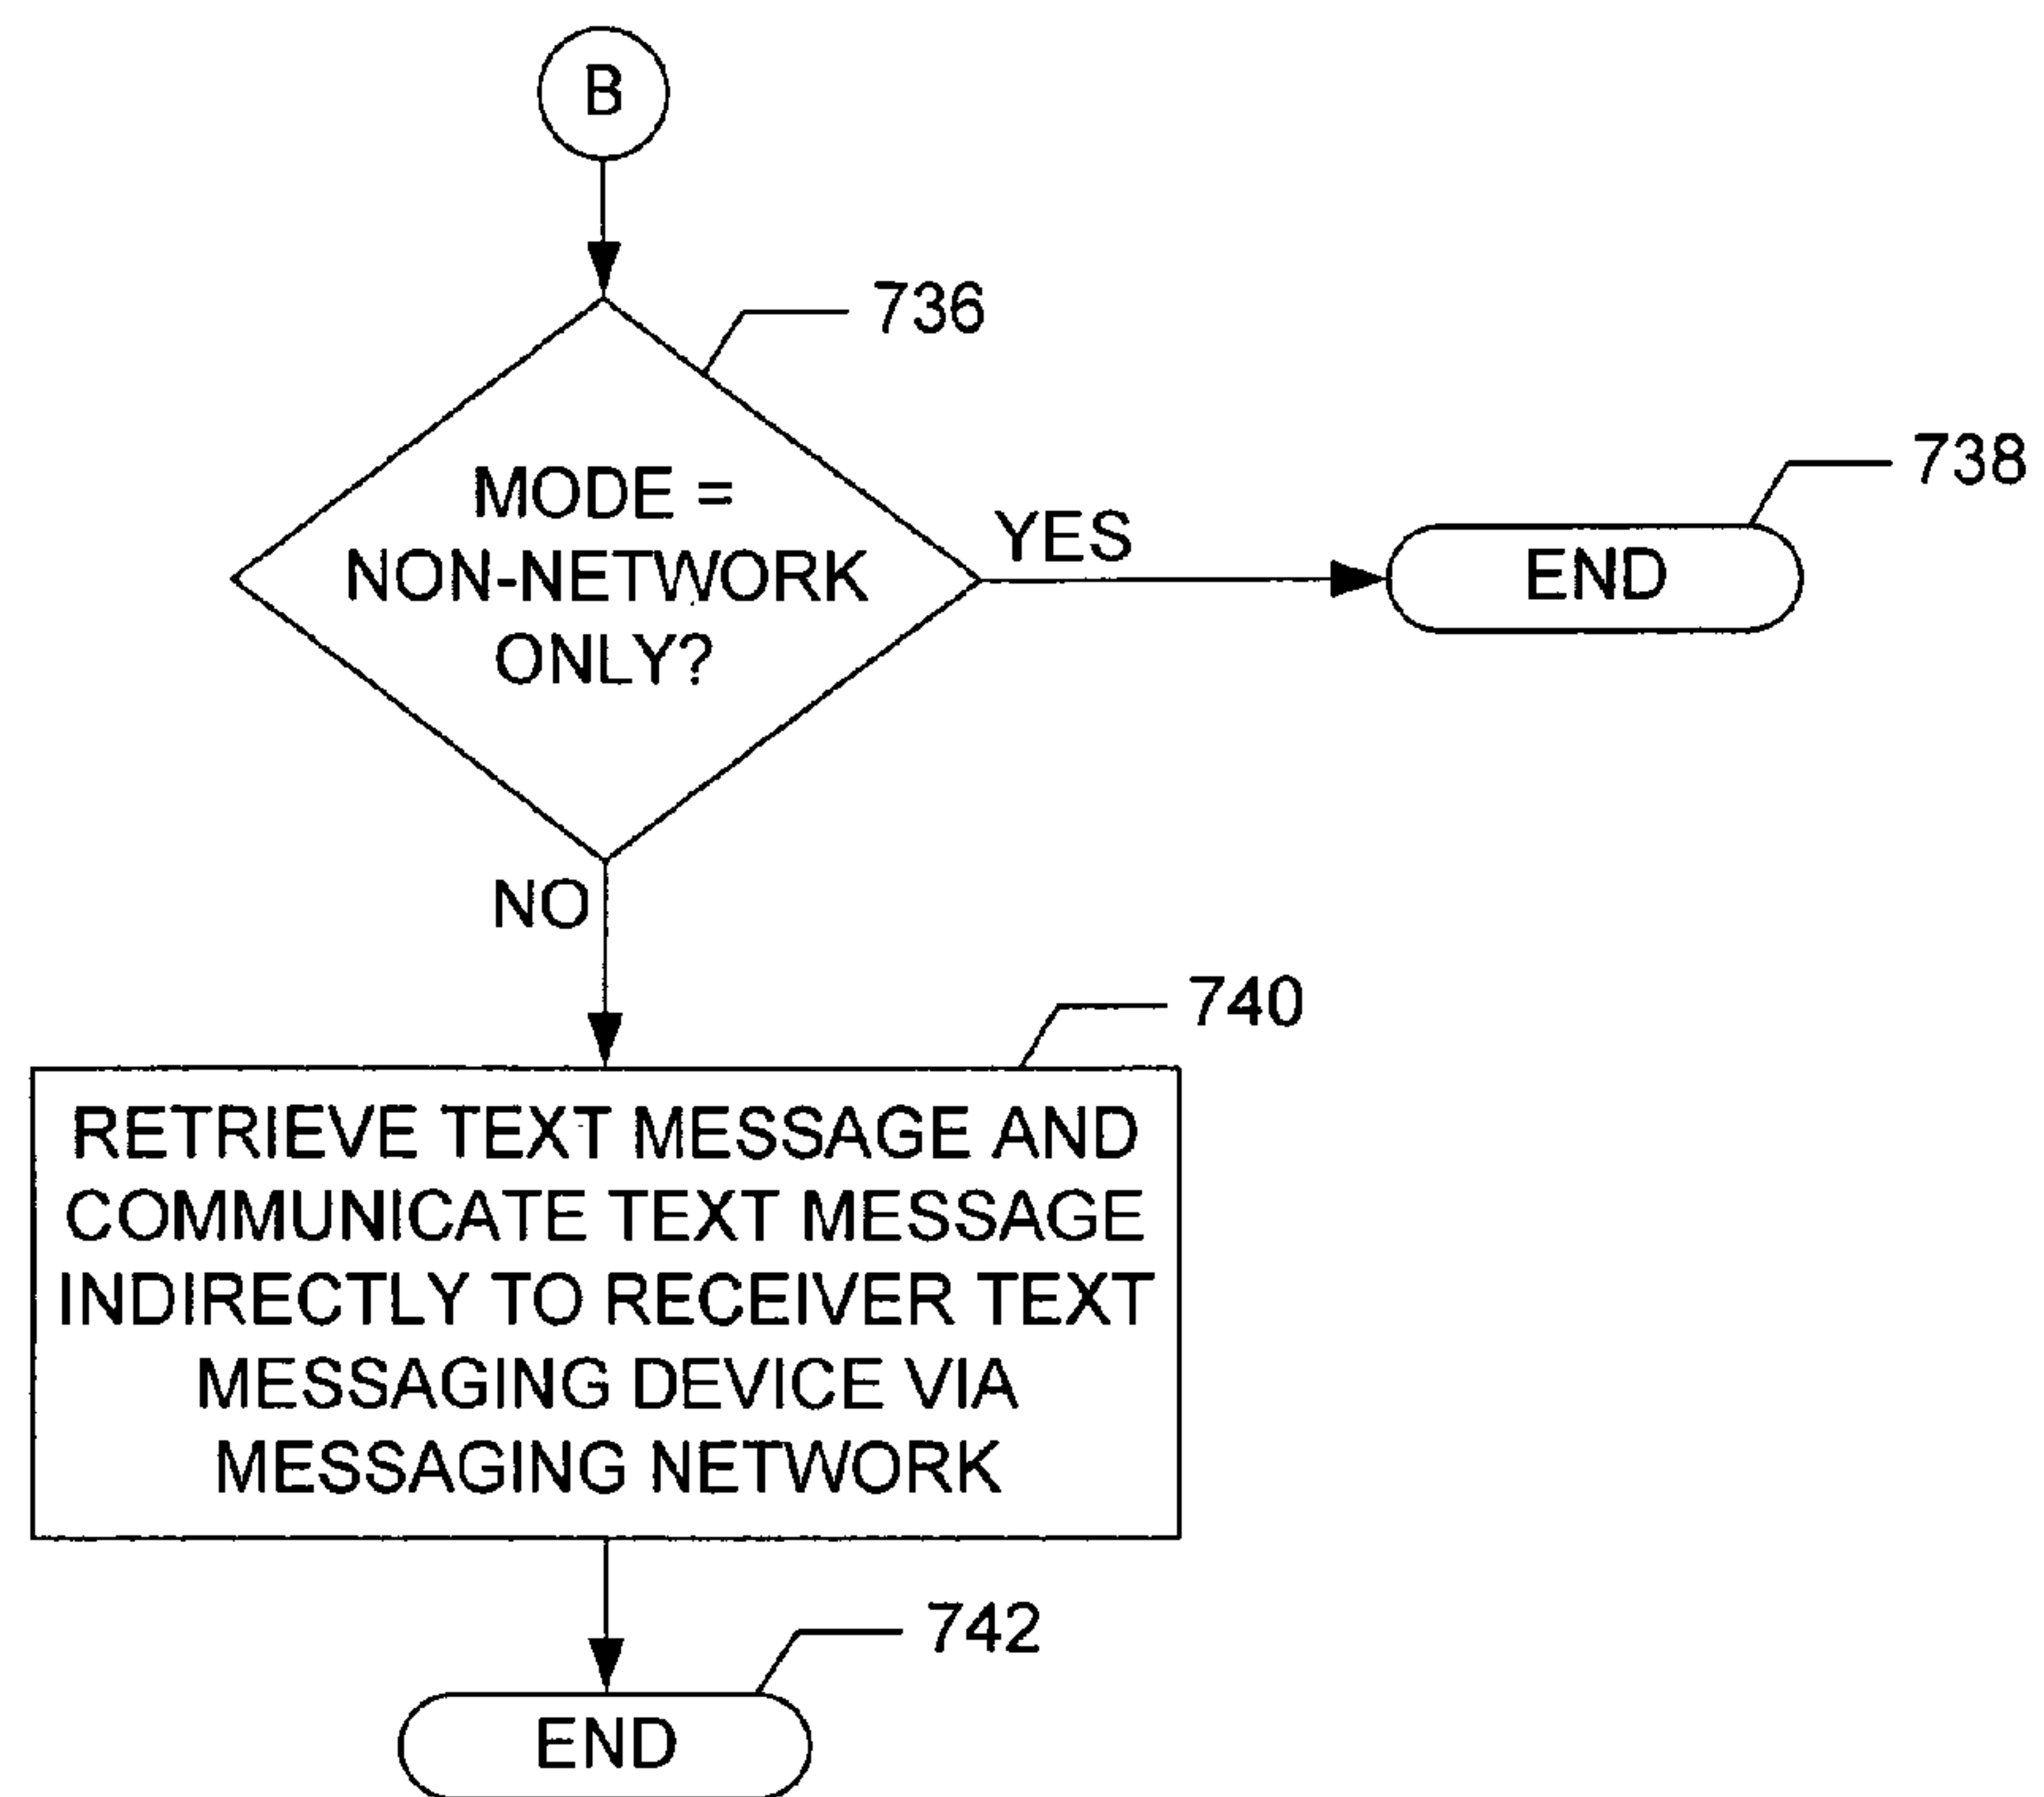 B
736
MODE =
NON-NETWORK
ONLY?
YES
738
END
NO
740
RETRIEVE TEXT MESSAGE AND
COMMUNICATE TEXT MESSAGE
INDIRECTLY TO RECEIVER TEXT
MESSAGING DEVICE VIA
MESSAGING NETWORK
742
END